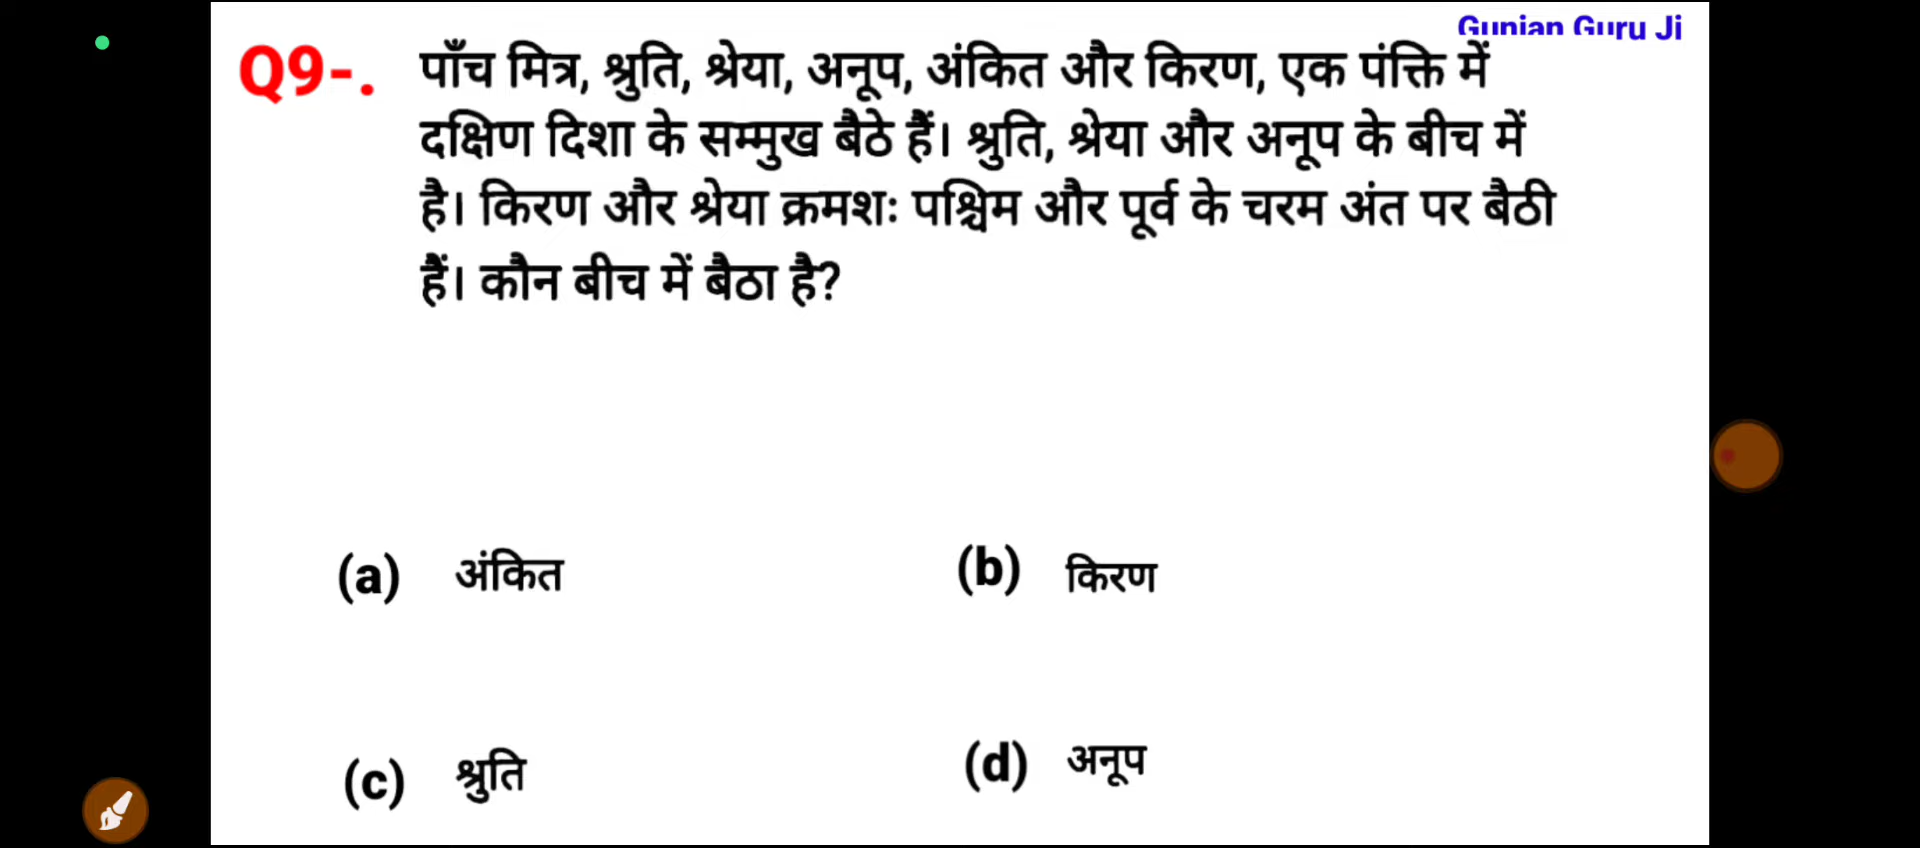 Gunjan Guru Ji
Q9-. पाँच मित्र, श्रुति, श्रेया, अनूप, अंकित और किरण, एक पंक्ति में
दक्षिण दिशा के सम्मुख बैठे हैं। श्रुति, श्रेया और अनूप के बीच में
है। किरण और श्रेया क्रमशः पश्चिम और पूर्व के चरम अंत पर बैठी
हैं। कौन बीच में बैठा है?
(a) अंकित
(b) किरण
(c) श्रुति
(d) अनूप